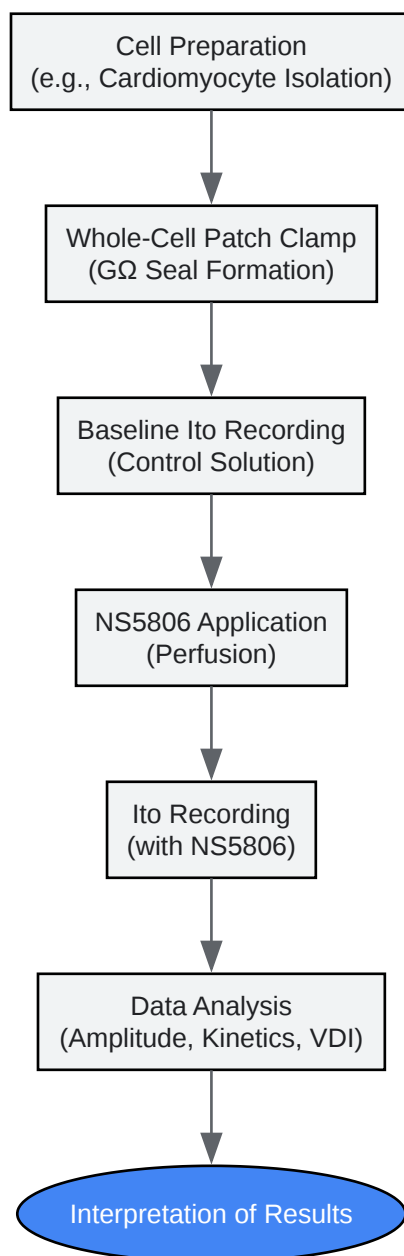 Cell Preparation
(e.g., Cardiomyocyte Isolation)
Whole-Cell Patch Clamp
(GΩ Seal Formation)
Baseline Ito Recording
(Control Solution)
NS5806 Application
(Perfusion)
Ito Recording
(with NS5806)
Data Analysis
(Amplitude, Kinetics, VDI)
Interpretation of Results